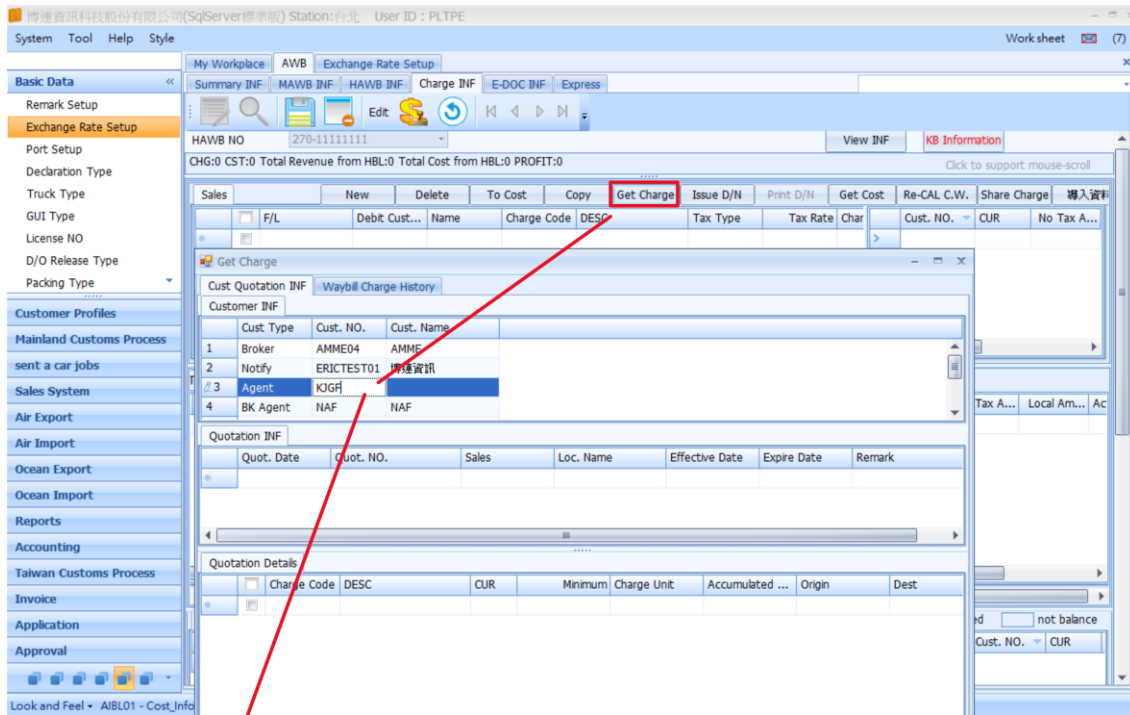 博連資訊科技股份有限公司(SqlServer標準版) Station:台北 User ID : PLTPE
System Tool Help Style
Work sheet (7)
My Workplace AWB Exchange Rate Setup
Basic Data «
Summary INF MAWB INF HAWB INF Charge INF E-DOC INF Express
Remark Setup
Exchange Rate Setup
Port Setup
Declaration Type
Truck Type
GUI Type
License NO
D/O Release Type
Packing Type
Customer Profiles
Mainland Customs Process
sent a car jobs
Sales System
Air Export
Air Import
Ocean Export
Ocean Import
Reports
Accounting
Taiwan Customs Process
Invoice
Application
Approval
Edit
HAWB NO 270-11111111 View INF KB Information
CHG:0 CST:0 Total Revenue from HBL:0 Total Cost from HBL:0 PROFIT:0
Click to support mouse-scroll
Sales New Delete To Cost Copy Get Charge Issue D/N Print D/N Get Cost Re-CAL C.W. Share Charge 導入資料
F/L Debit Cust... Name Charge Code DESC Tax Type Tax Rate Char Cust. NO. CUR No Tax A...
Get Charge
Cust Quotation INF Waybill Charge History
Customer INF
Cust Type Cust. NO. Cust. Name
1 Broker AMME04 AMME
2 Notify ERICTEST01 博連資訊
3 Agent KJGF
4 BK Agent NAF NAF
Tax A... Local Am... Ac
Quotation INF
Quot. Date Quot. NO. Sales Loc. Name Effective Date Expire Date Remark
Quotation Details
Charge Code DESC CUR Minimum Charge Unit Accumulated ... Origin Dest
ed not balance
Cust. NO. CUR
Look and Feel AIBL01 - Cost_Info